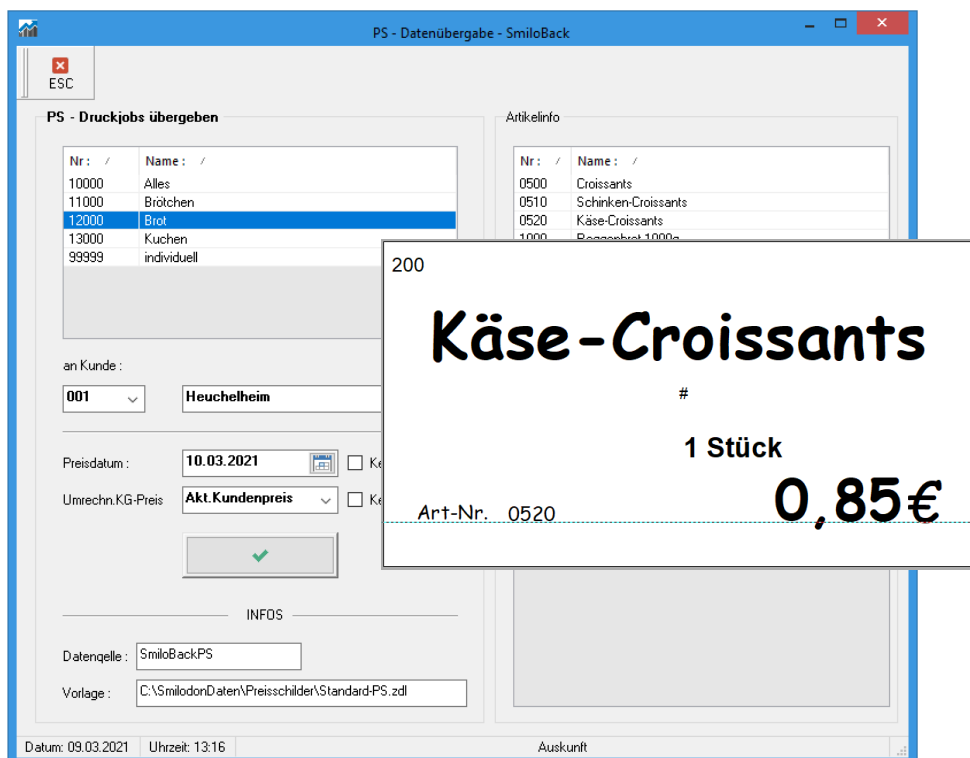 PS - Datenübergabe - SmiloBack
ESC
PS - Druckjobs übergeben
Nr : / Name : /
10000 Alles
11000 Brötchen
12000 Brot
13000 Kuchen
99999 individuell
an Kunde :
001 Heuchelheim
Preisdatum : 10.03.2021
Umrechn.KG-Preis Akt.Kundenpreis
INFOS
Datenqelle : SmiloBackPS
Vorlage : C:\SmilodonDaten\Preisschilder\Standard-PS.zdl
Artikelinfo
Nr : / Name : /
0500 Croissants
0510 Schinken-Croissants
0520 Käse-Croissants
1000 Roggenbrot 1000g
200
Käse-Croissants
#
1 Stück
0,85€
Art-Nr. 0520
Datum: 09.03.2021 Uhrzeit: 13:16 Auskunft